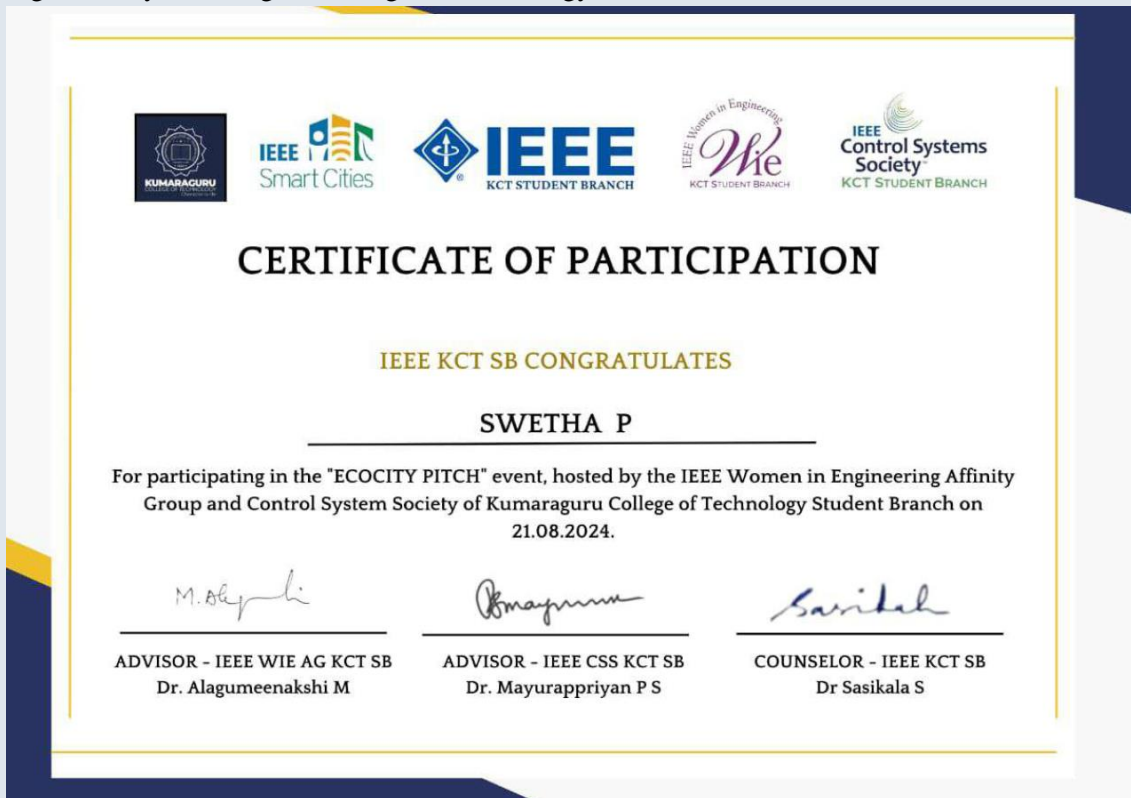 KUMARAGURU
COLLEGE OF TECHNOLOGY
IEEE
Smart Cities
IEEE
KCT STUDENT BRANCH
IEEE Women in Engineering
Wie
KCT STUDENT BRANCH
IEEE
Control Systems
Society
KCT STUDENT BRANCH
CERTIFICATE OF PARTICIPATION
IEEE KCT SB CONGRATULATES
SWETHA P
For participating in the "ECOCITY PITCH" event, hosted by the IEEE Women in Engineering Affinity
Group and Control System Society of Kumaraguru College of Technology Student Branch on
21.08.2024.
ADVISOR - IEEE WIE AG KCT SB
Dr. Alagumeenakshi M
ADVISOR - IEEE CSS KCT SB
Dr. Mayurappriyan P S
COUNSELOR - IEEE KCT SB
Dr Sasikala S